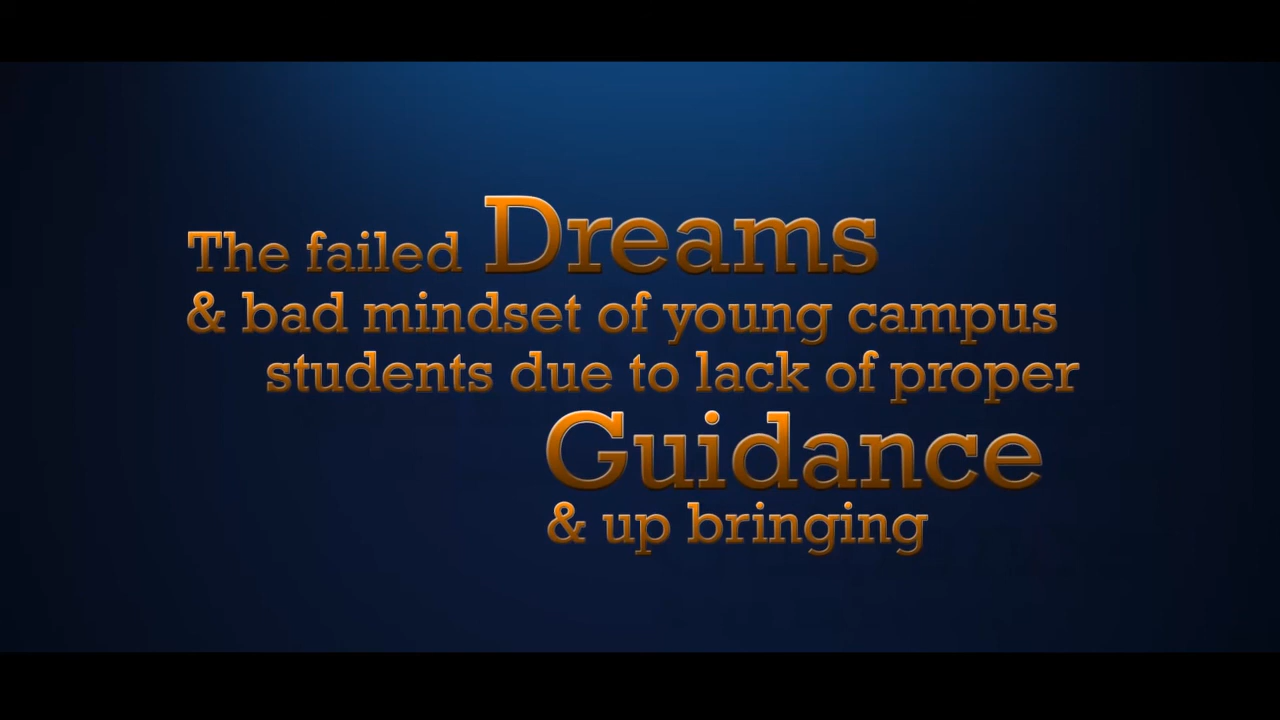 The failed Dreams
& bad mindset of young campus
students due to lack of proper
Guidance
& up bringing